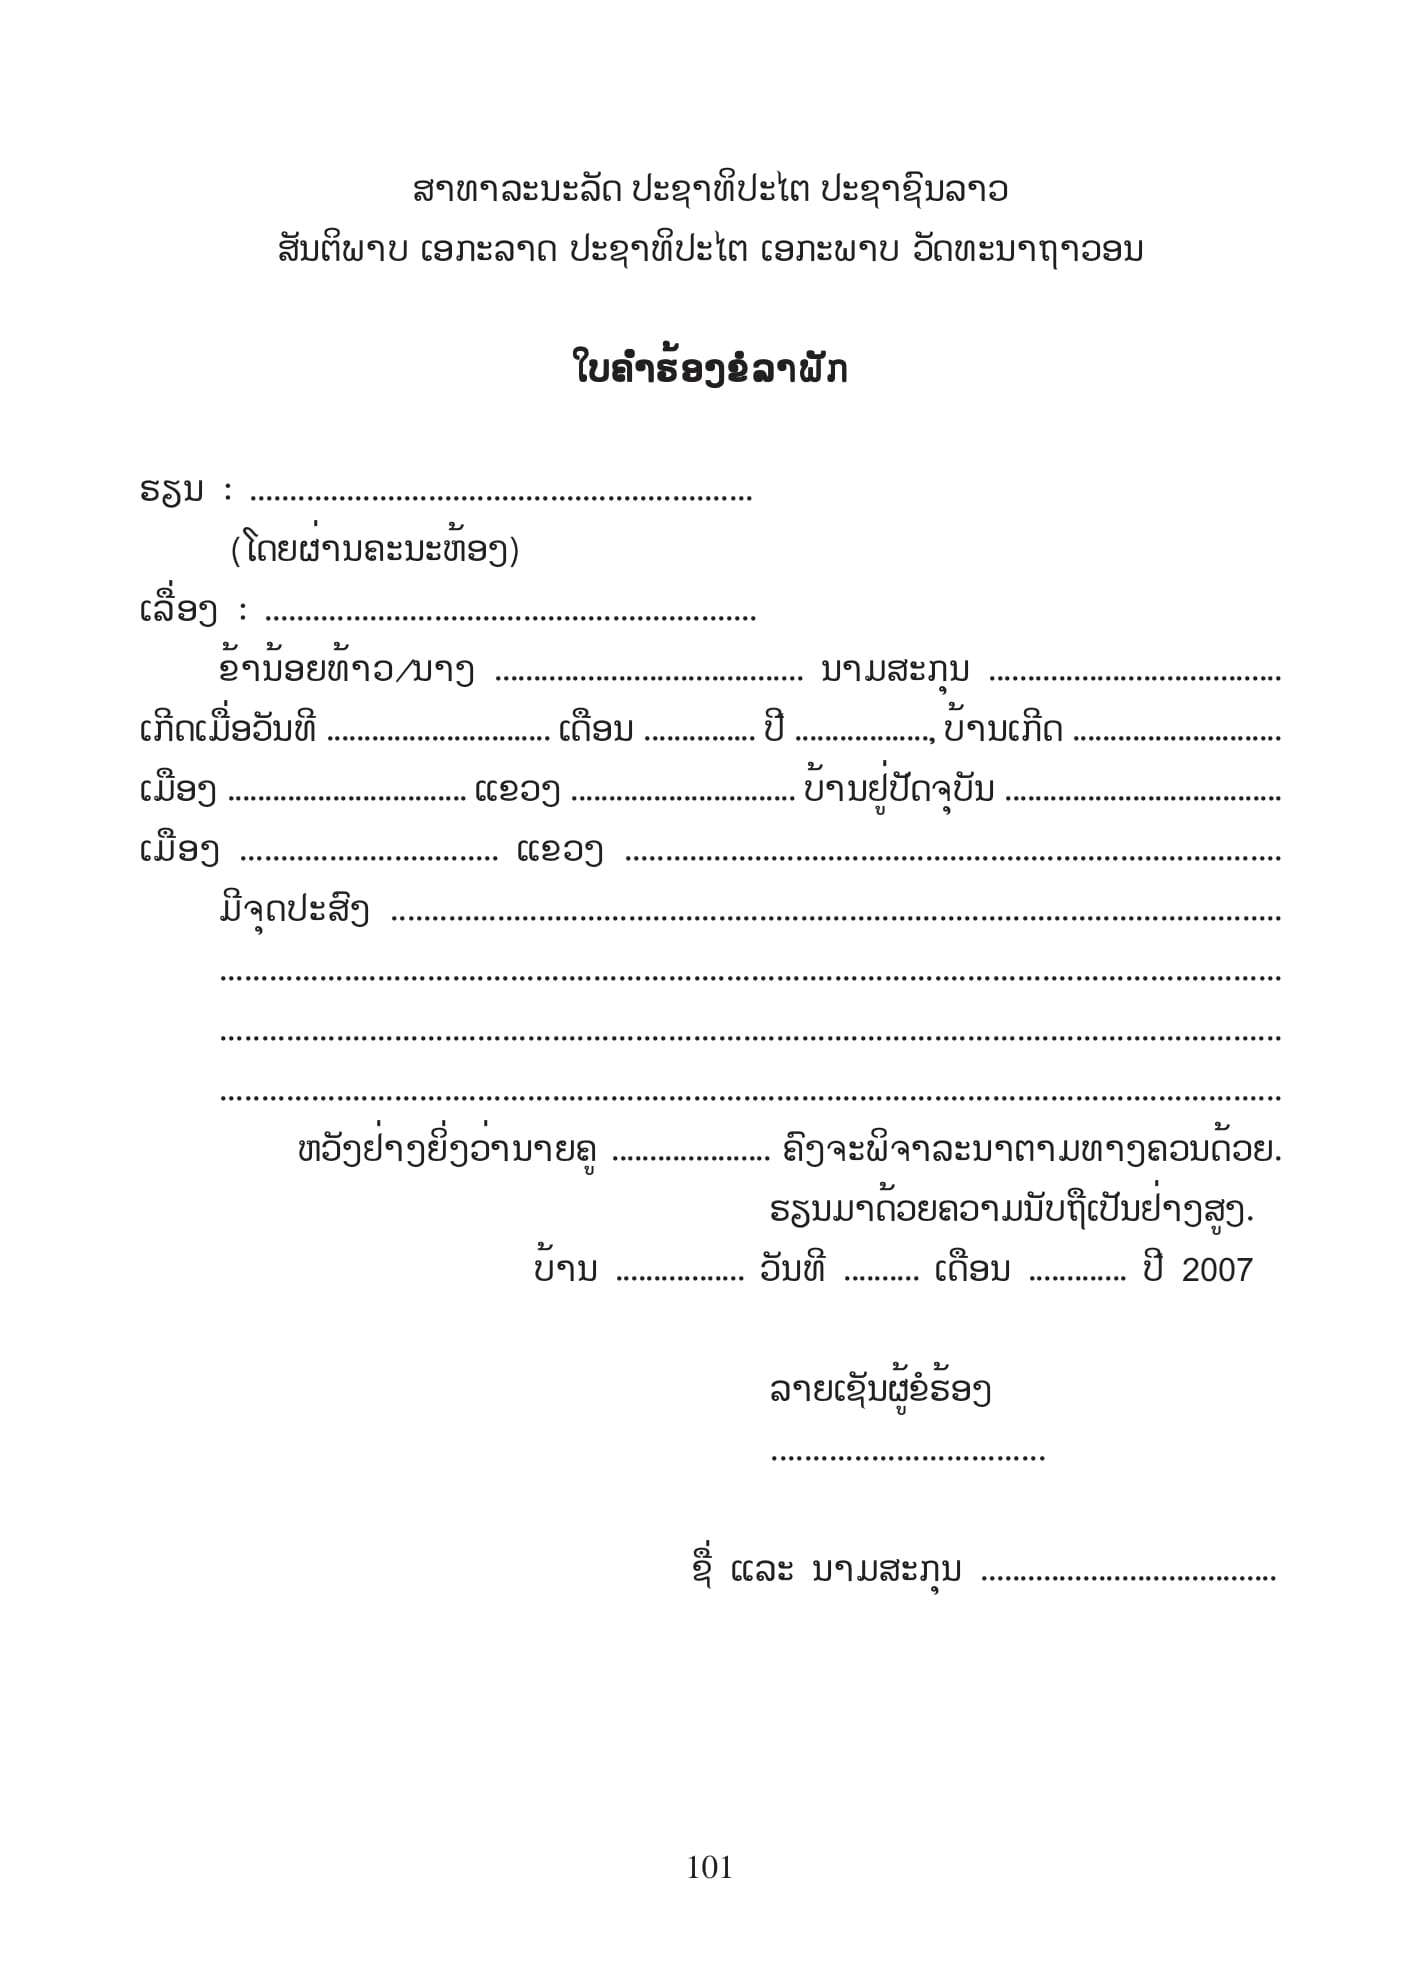 ສາທາລະນະລັດ ປະຊາທິປະໄຕ ປະຊາຊົນລາວ
ສັນຕິພາບ ເອກະລາດ ປະຊາທິປະໄຕ ເອກະພາບ ວັດທະນາຖາວອນ
ໃບຄຳຮ້ອງຂໍລາພັກ
ຮຽນ : ..............................................................
(ໂດຍຜ່ານຄະນະຫ້ອງ)
ເລື່ອງ : .............................................................
ຂ້ານ້ອຍທ້າວ/ນາງ ....................................... ນາມສະກຸນ .....................................
ເກີດເມື່ອວັນທີ .............................. ເດືອນ ............... ປີ .................., ບ້ານເກີດ ............................
ເມືອງ ................................ ແຂວງ .............................. ບ້ານຢູ່ປັດຈຸບັນ .....................................
ເມືອງ ................................ ແຂວງ .................................................................................
ມີຈຸດປະສົງ ..............................................................................................................
...................................................................................................................................
...................................................................................................................................
...................................................................................................................................
ຫວັງຢ່າງຍິ່ງວ່ານາຍຄູ ..................... ຄົງຈະພິຈາລະນາຕາມທາງຄວນດ້ວຍ.
ຮຽນມາດ້ວຍຄວາມນັບຖືເປັນຢ່າງສູງ.
ບ້ານ ................. ວັນທີ .......... ເດືອນ ............. ປີ 2007
ລາຍເຊັນຜູ້ຂໍຮ້ອງ
.................................
ຊື່ ແລະ ນາມສະກຸນ .....................................
101